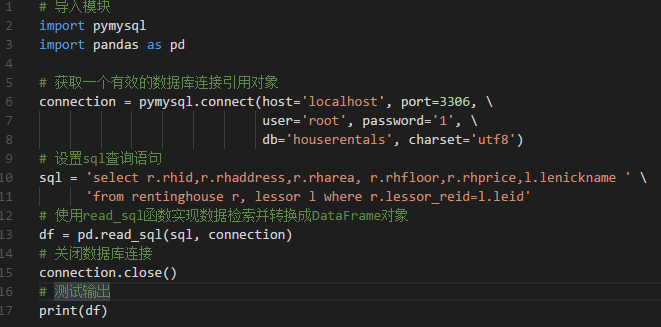 1 # 导入模块
2 import pymysql
3 import pandas as pd
4
5 # 获取一个有效的数据库连接引用对象
6 connection = pymysql.connect(host='localhost', port=3306, \
7 user='root', password='1', \
8 db='houserentals', charset='utf8')
9 # 设置sql查询语句
10 sql = 'select r.rhid,r.rhaddress,r.rharea, r.rhfloor,r.rhprice,l.lenickname ' \
11 'from rentinghouse r, lessor l where r.lessor_reid=l.leid'
12 # 使用read_sql函数实现数据检索并转换成DataFrame对象
13 df = pd.read_sql(sql, connection)
14 # 关闭数据库连接
15 connection.close()
16 # 测试输出
17 print(df)